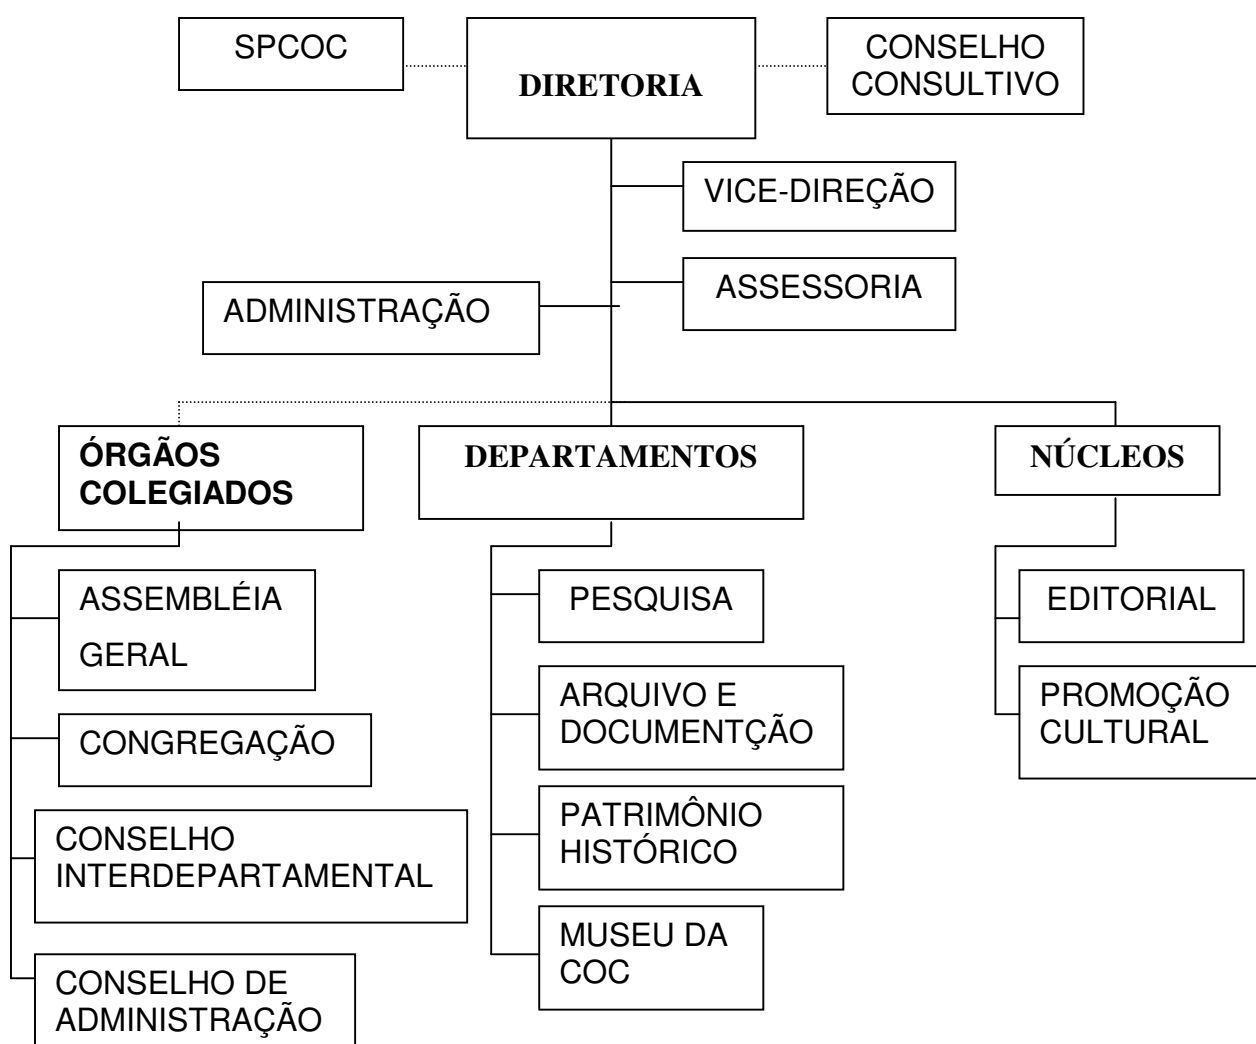 SPCOC
DIRETORIA
CONSELHO
CONSULTIVO
VICE-DIREÇÃO
ASSESSORIA
ADMINISTRAÇÃO
ÓRGÃOS
COLEGIADOS
ASSEMBLÉIA
GERAL
CONGREGAÇÃO
CONSELHO
INTERDEPARTAMENTAL
CONSELHO DE
ADMINISTRAÇÃO
DEPARTAMENTOS
PESQUISA
ARQUIVO E
DOCUMENTÇÃO
PATRIMÔNIO
HISTÓRICO
MUSEU DA
COC
NÚCLEOS
EDITORIAL
PROMOÇÃO
CULTURAL